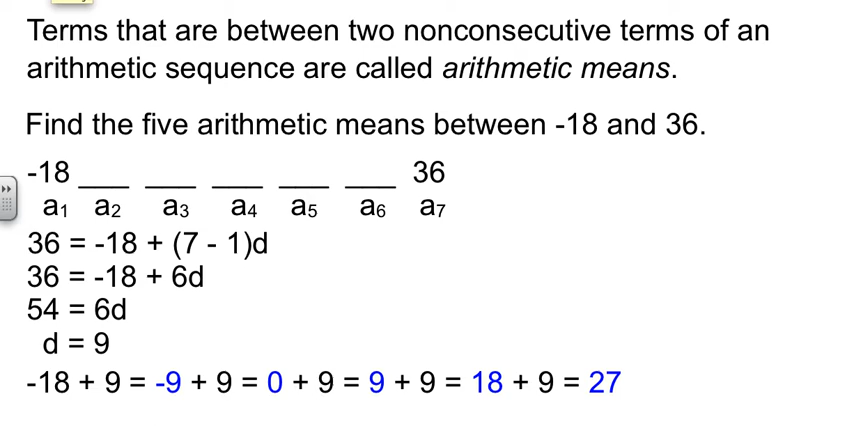 Terms that are between two nonconsecutive terms of an
arithmetic sequence are called arithmetic means.
Find the five arithmetic means between -18 and 36.
-18 ___ ___ ___ ___ ___ 36
a1 a2 a3 a4 a5 a6 a7
36 = -18 + (7 - 1)d
36 = -18 + 6d
54 = 6d
d = 9
-18 + 9 = -9 + 9 = 0 + 9 = 9 + 9 = 18 + 9 = 27